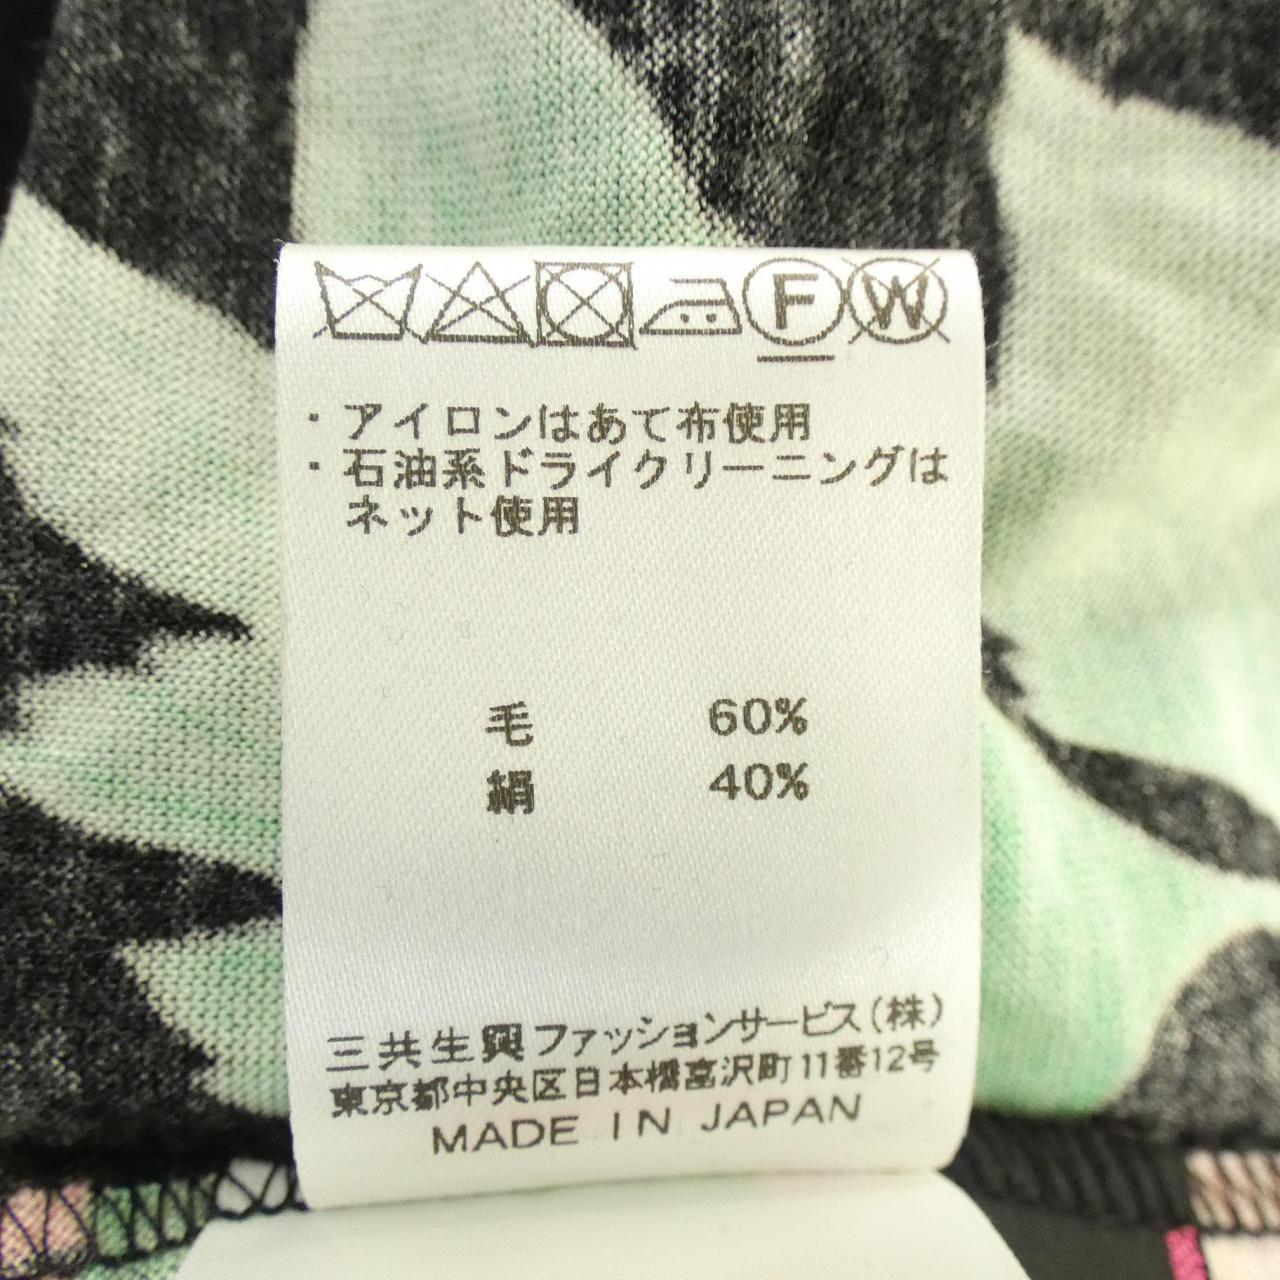 F W
・アイロンはあて布使用
・石油系ドライクリーニングは
ネット使用
毛 60%
絹 40%
三共生興ファッションサービス(株)
東京都中央区日本橋富沢町11番12号
MADE IN JAPAN